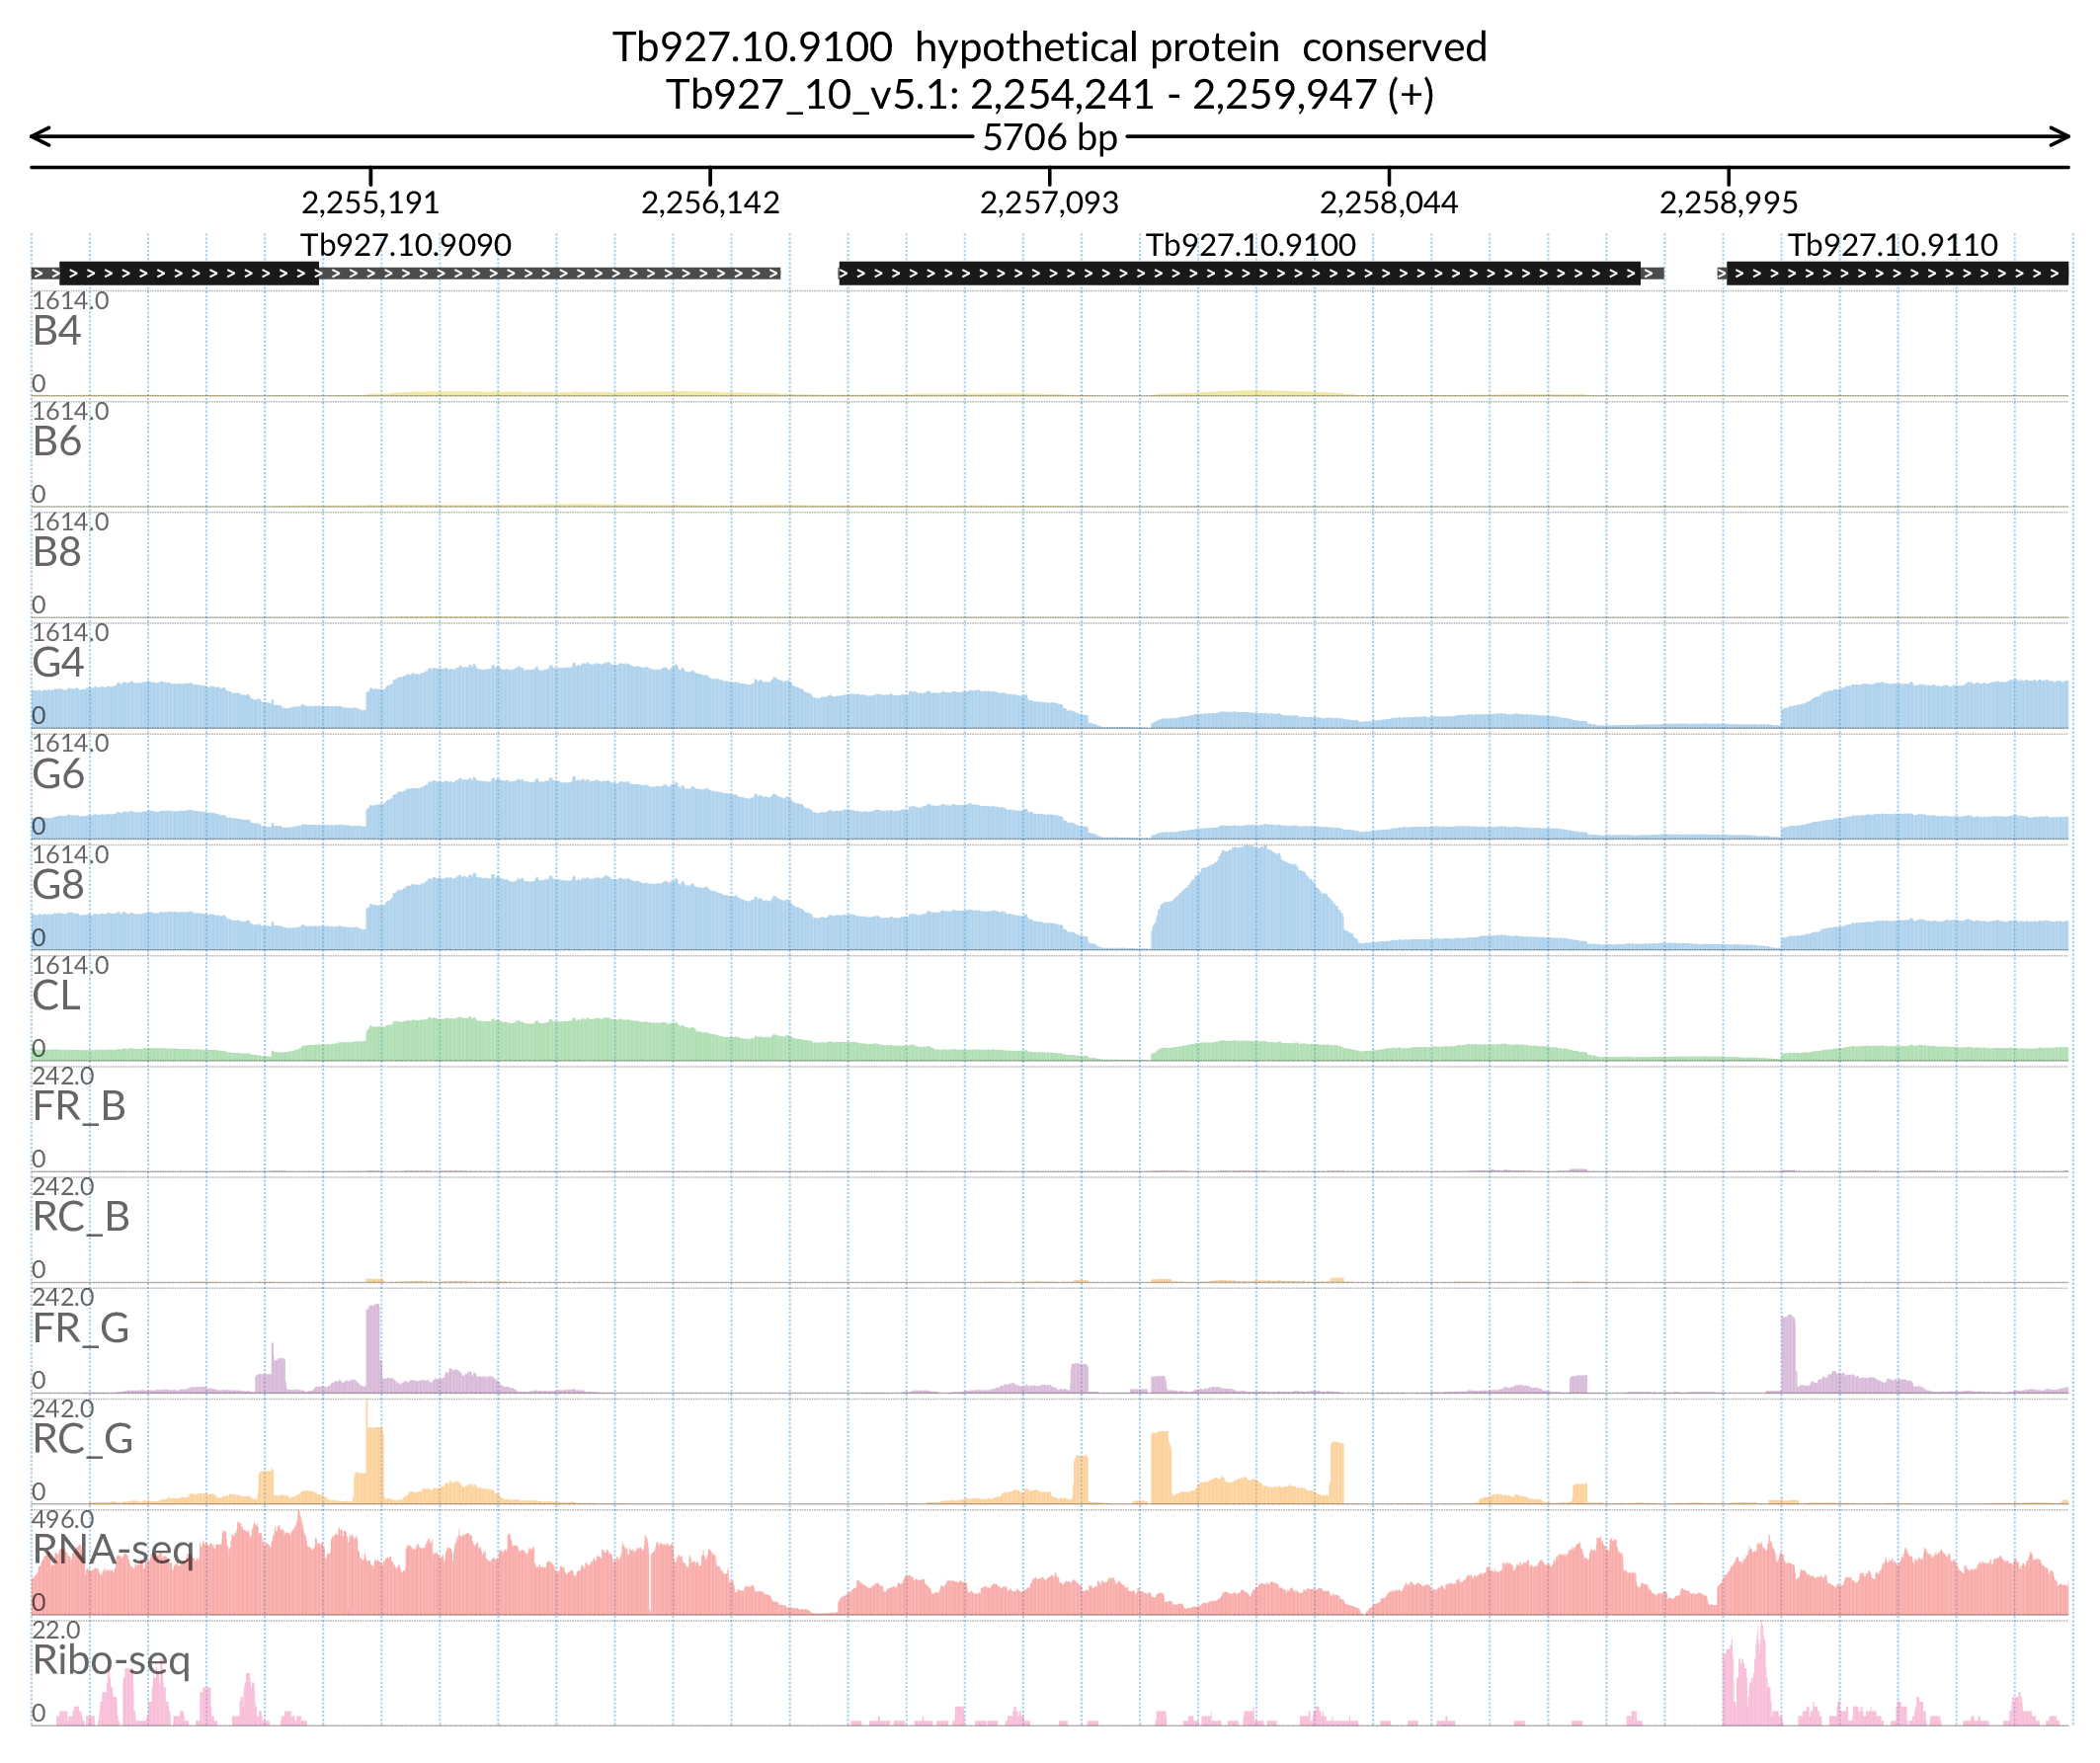 Tb927.10.9100 hypothetical protein conserved
Tb927_10_v5.1: 2,254,241 - 2,259,947 (+)
5706 bp
2,255,191 2,256,142 2,257,093 2,258,044 2,258,995
Tb927.10.9090 Tb927.10.9100 Tb927.10.9110
1614.0
B4
0
1614.0
B6
0
1614.0
B8
0
1614.0
G4
0
1614.0
G6
0
1614.0
G8
0
1614.0
CL
0
242.0
FR_B
0
242.0
RC_B
0
242.0
FR_G
0
242.0
RC_G
0
496.0
RNA-seq
0
22.0
Ribo-seq
0